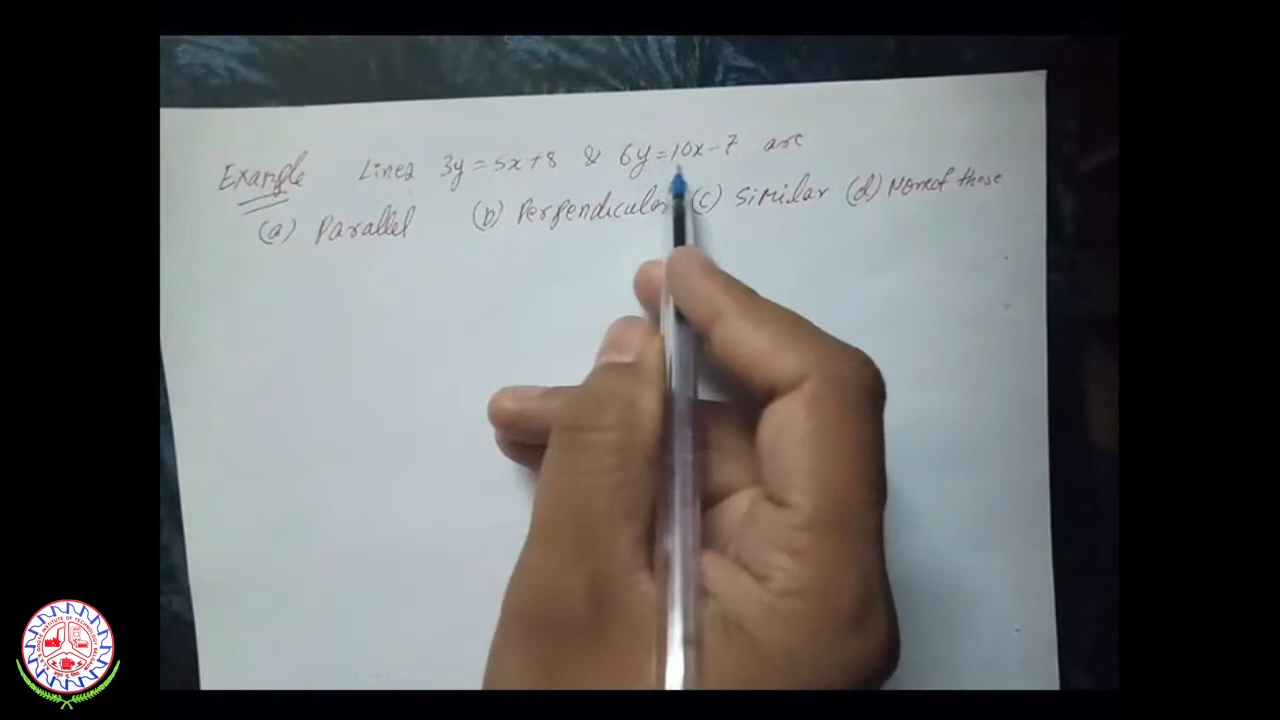 Example Lines 3y = 5x + 8 & 6y = 10x - 7 are
(a) Parallel (b) Perpendicular (c) Similar (d) None of these